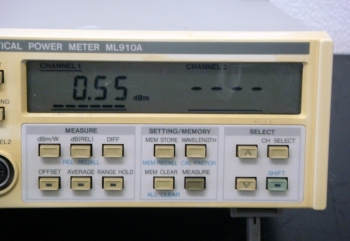 TICAL POWER METER ML910A
CHANNEL 1 CHANNEL 2
0.55 dBm
MEASURE SETTING/MEMORY SELECT
dBm/W dB(REL) DIFF MEM STORE WAVELENGTH CH SELECT
REL RECALL MEM RECALL CAL FACTOR
OFFSET AVERAGE RANGE HOLD MEM CLEAR MEASURE SHIFT
ALL CLEAR